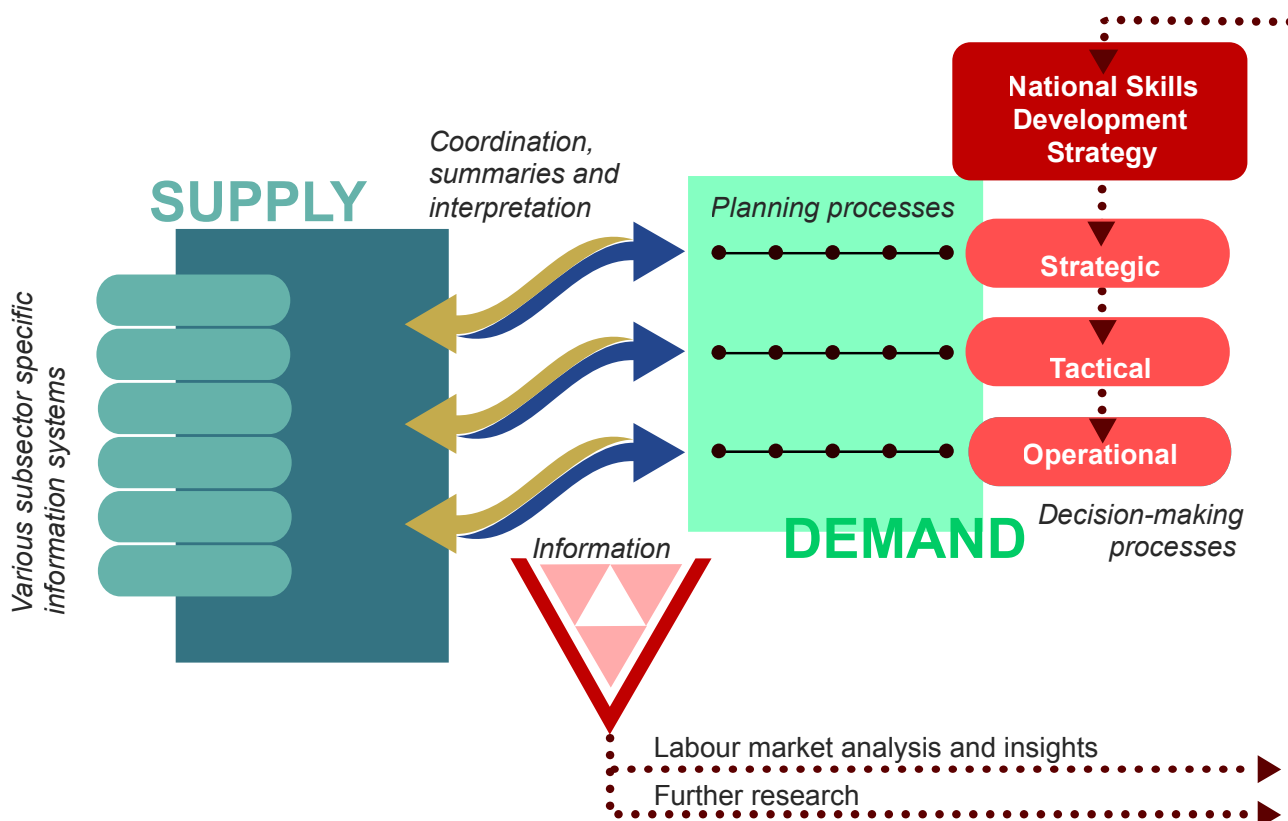 National Skills
Development
Strategy
Coordination,
summaries and
interpretation
SUPPLY
Planning processes
Strategic
Various subsector specific
information systems
Tactical
Operational
Decision-making
processes
DEMAND
Information
Labour market analysis and insights
Further research